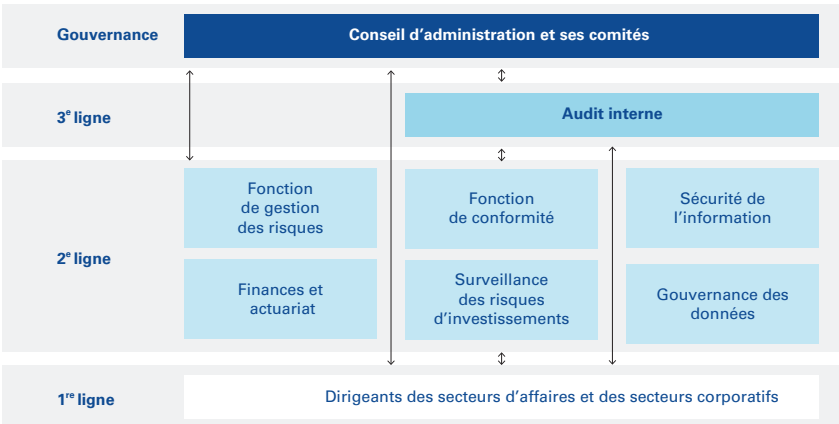 Gouvernance
Conseil d'administration et ses comités
3e ligne
Audit interne
2e ligne
Fonction
de gestion
des risques
Fonction
de conformité
Sécurité de
l'information
Finances et
actuariat
Surveillance
des risques
d'investissements
Gouvernance des
données
1re ligne
Dirigeants des secteurs d'affaires et des secteurs corporatifs